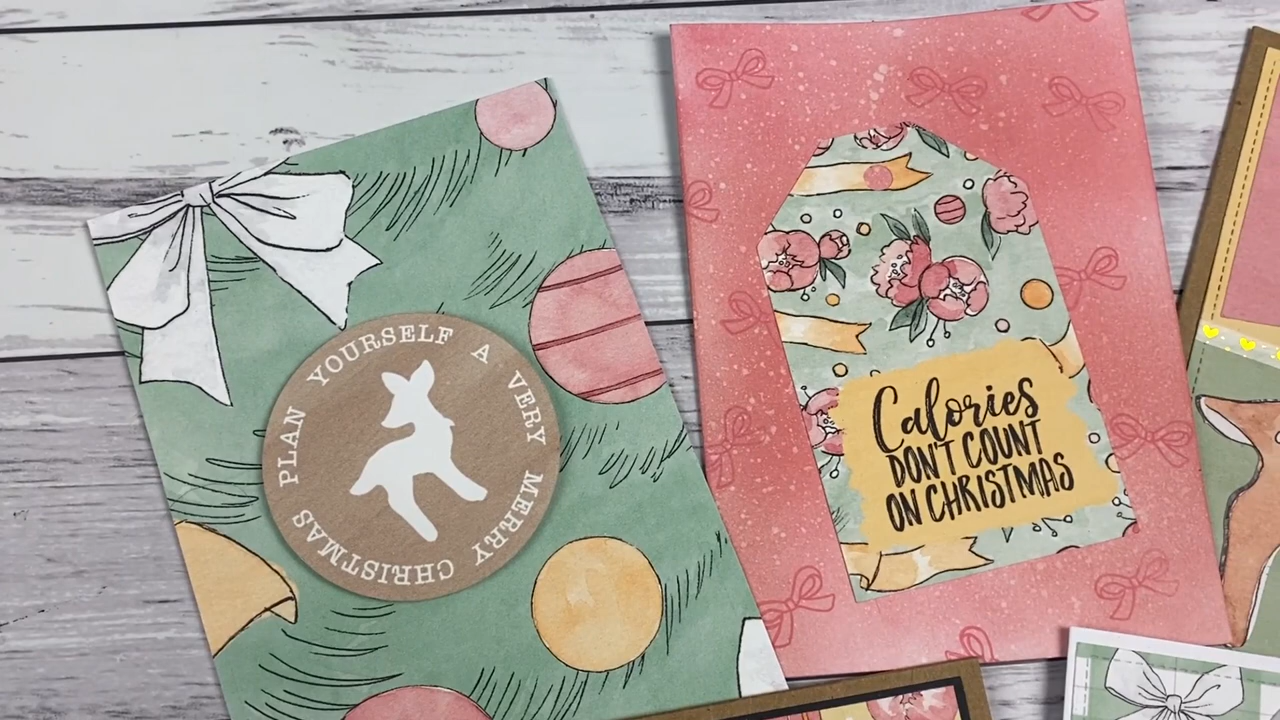 PLAN YOURSELF A VERY MERRY CHRISTMAS
Calories
DON'T COUNT
ON CHRISTMAS